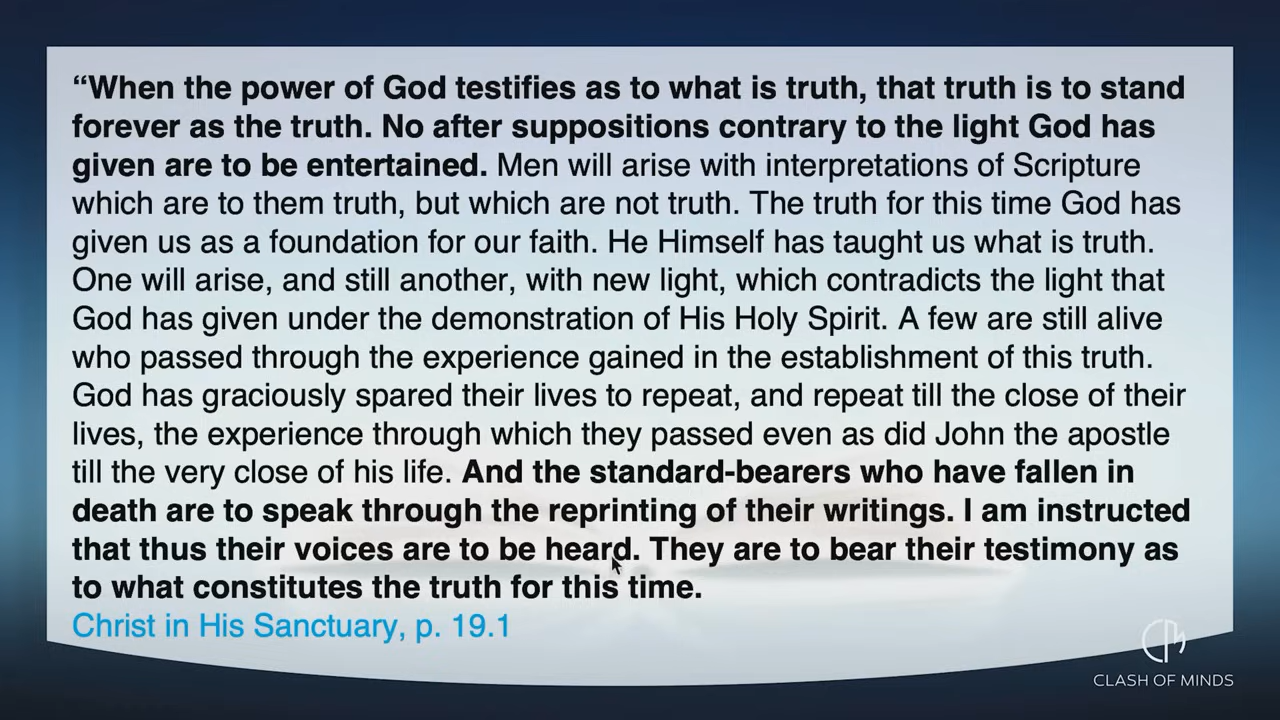 “When the power of God testifies as to what is truth, that truth is to stand
forever as the truth. No after suppositions contrary to the light God has
given are to be entertained. Men will arise with interpretations of Scripture
which are to them truth, but which are not truth. The truth for this time God has
given us as a foundation for our faith. He Himself has taught us what is truth.
One will arise, and still another, with new light, which contradicts the light that
God has given under the demonstration of His Holy Spirit. A few are still alive
who passed through the experience gained in the establishment of this truth.
God has graciously spared their lives to repeat, and repeat till the close of their
lives, the experience through which they passed even as did John the apostle
till the very close of his life. And the standard-bearers who have fallen in
death are to speak through the reprinting of their writings. I am instructed
that thus their voices are to be heard. They are to bear their testimony as
to what constitutes the truth for this time.
Christ in His Sanctuary, p. 19.1
CLASH OF MINDS